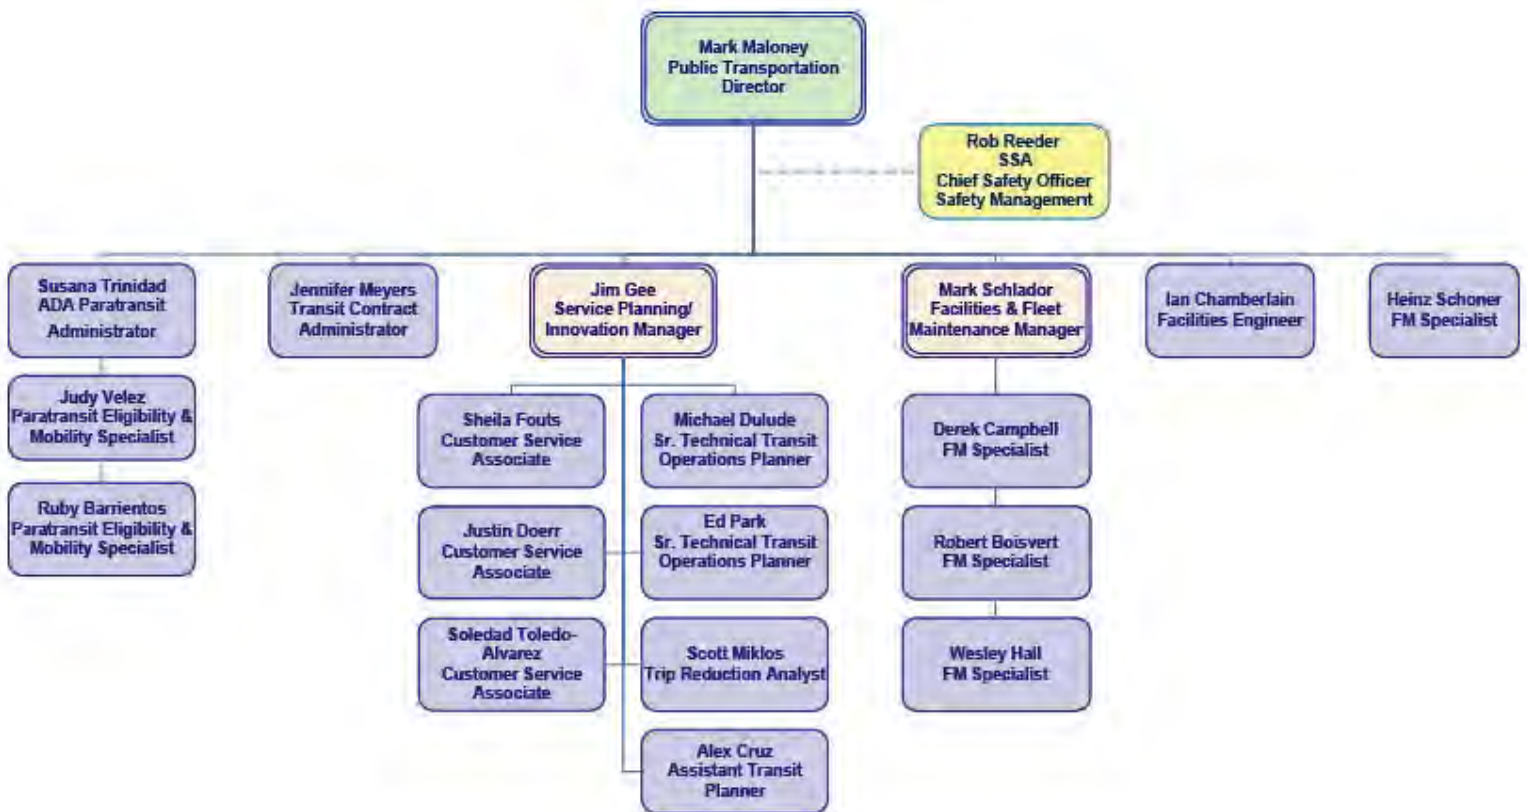 Mark Maloney
Public Transportation
Director
Rob Reeder
SSA
Chief Safety Officer
Safety Management
Susana Trinidad
ADA Paratransit
Administrator
Jennifer Meyers
Transit Contract
Administrator
Jim Gee
Service Planning/
Innovation Manager
Mark Schlador
Facilities & Fleet
Maintenance Manager
Ian Chamberlain
Facilities Engineer
Heinz Schoner
FM Specialist
Judy Velez
Paratransit Eligibility &
Mobility Specialist
Ruby Barrientos
Paratransit Eligibility &
Mobility Specialist
Sheila Fouts
Customer Service
Associate
Michael Dulude
Sr. Technical Transit
Operations Planner
Justin Doerr
Customer Service
Associate
Ed Park
Sr. Technical Transit
Operations Planner
Soledad Toledo-
Alvarez
Customer Service
Associate
Scott Miklos
Trip Reduction Analyst
Alex Cruz
Assistant Transit
Planner
Derek Campbell
FM Specialist
Robert Boisvert
FM Specialist
Wesley Hall
FM Specialist